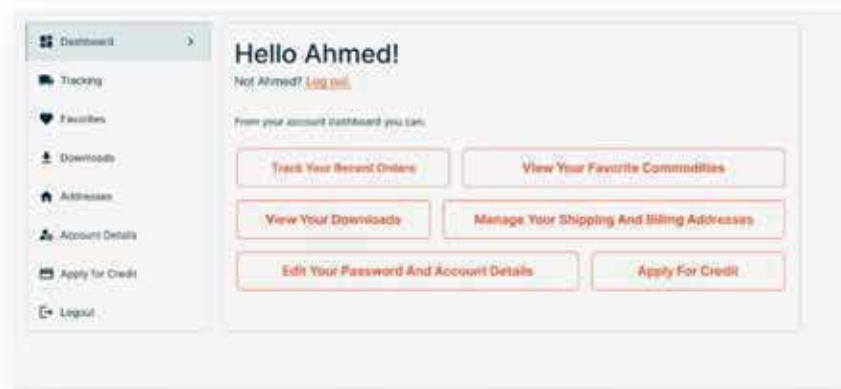 Dashboard
Tracking
Favorites
Downloads
Addresses
Account Details
Apply for Credit
Logout
Hello Ahmed!
Not Ahmed? Log out.
From your account dashboard you can:
Track Your Recent Orders
View Your Favorite Commodities
View Your Downloads
Manage Your Shipping And Billing Addresses
Edit Your Password And Account Details
Apply For Credit